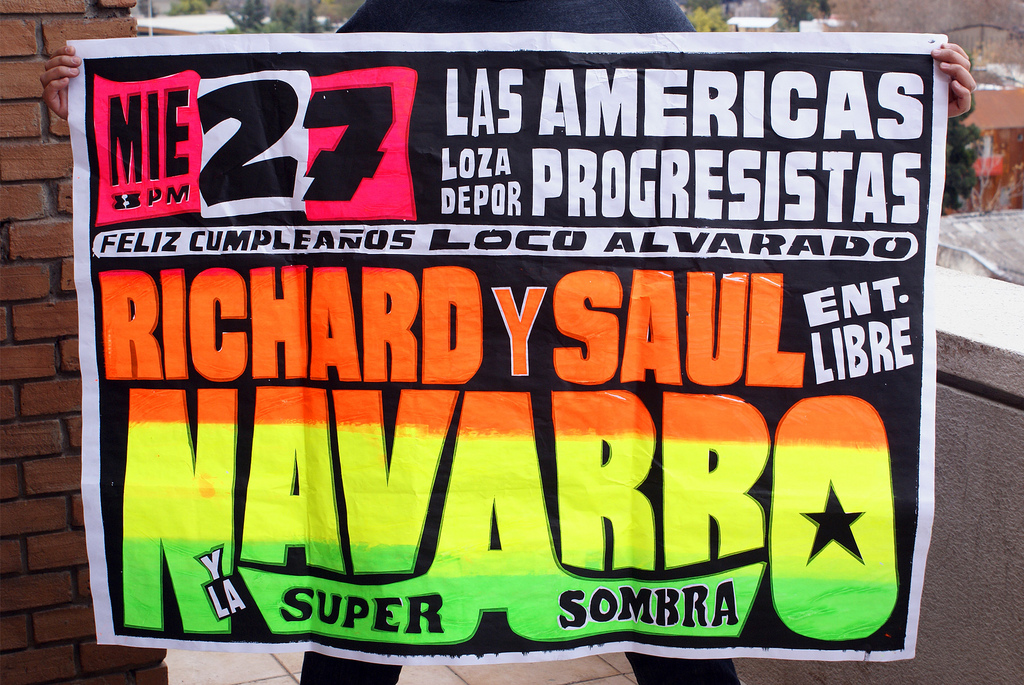 MIE 27
8 PM
LAS AMERICAS
LOZA DEPOR PROGRESISTAS
FELIZ CUMPLEAÑOS LOCO ALVARADO
RICHARD Y SAUL
ENT.
LIBRE
NAVARRO
Y LA
SUPER SOMBRA